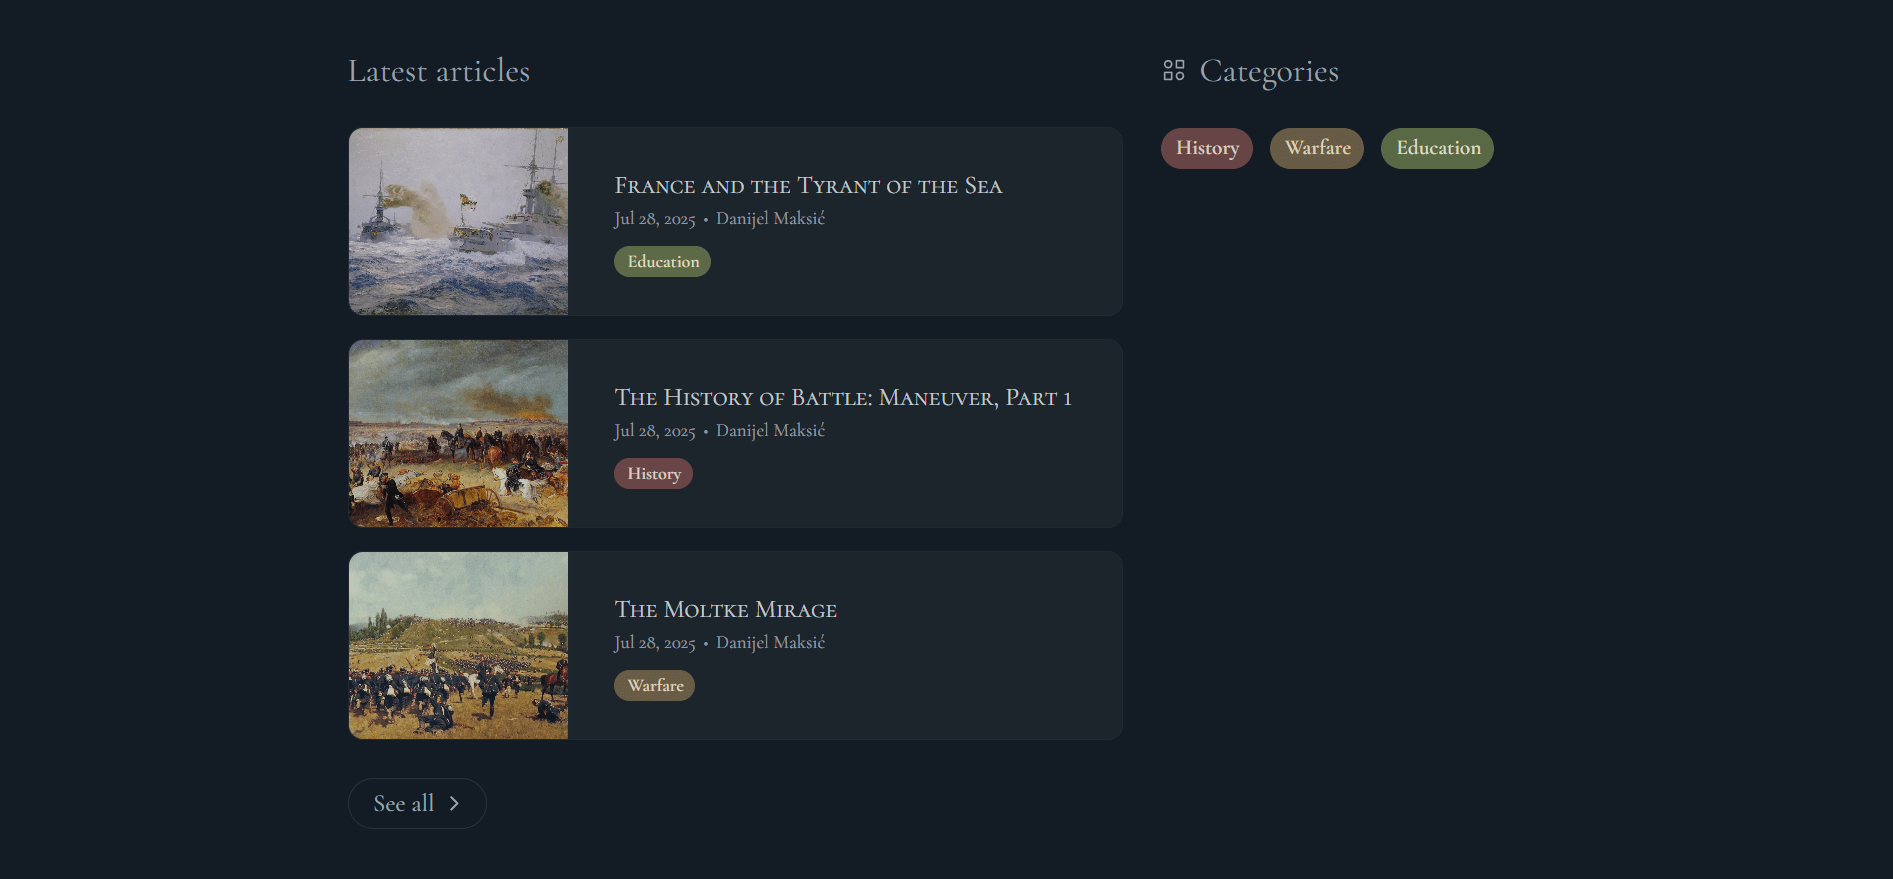 Latest articles
Categories
History
Warfare
Education
France and the Tyrant of the Sea
Jul 28, 2025 • Danijel Maksić
Education
The History of Battle: Maneuver, Part 1
Jul 28, 2025 • Danijel Maksić
History
The Moltke Mirage
Jul 28, 2025 • Danijel Maksić
Warfare
See all